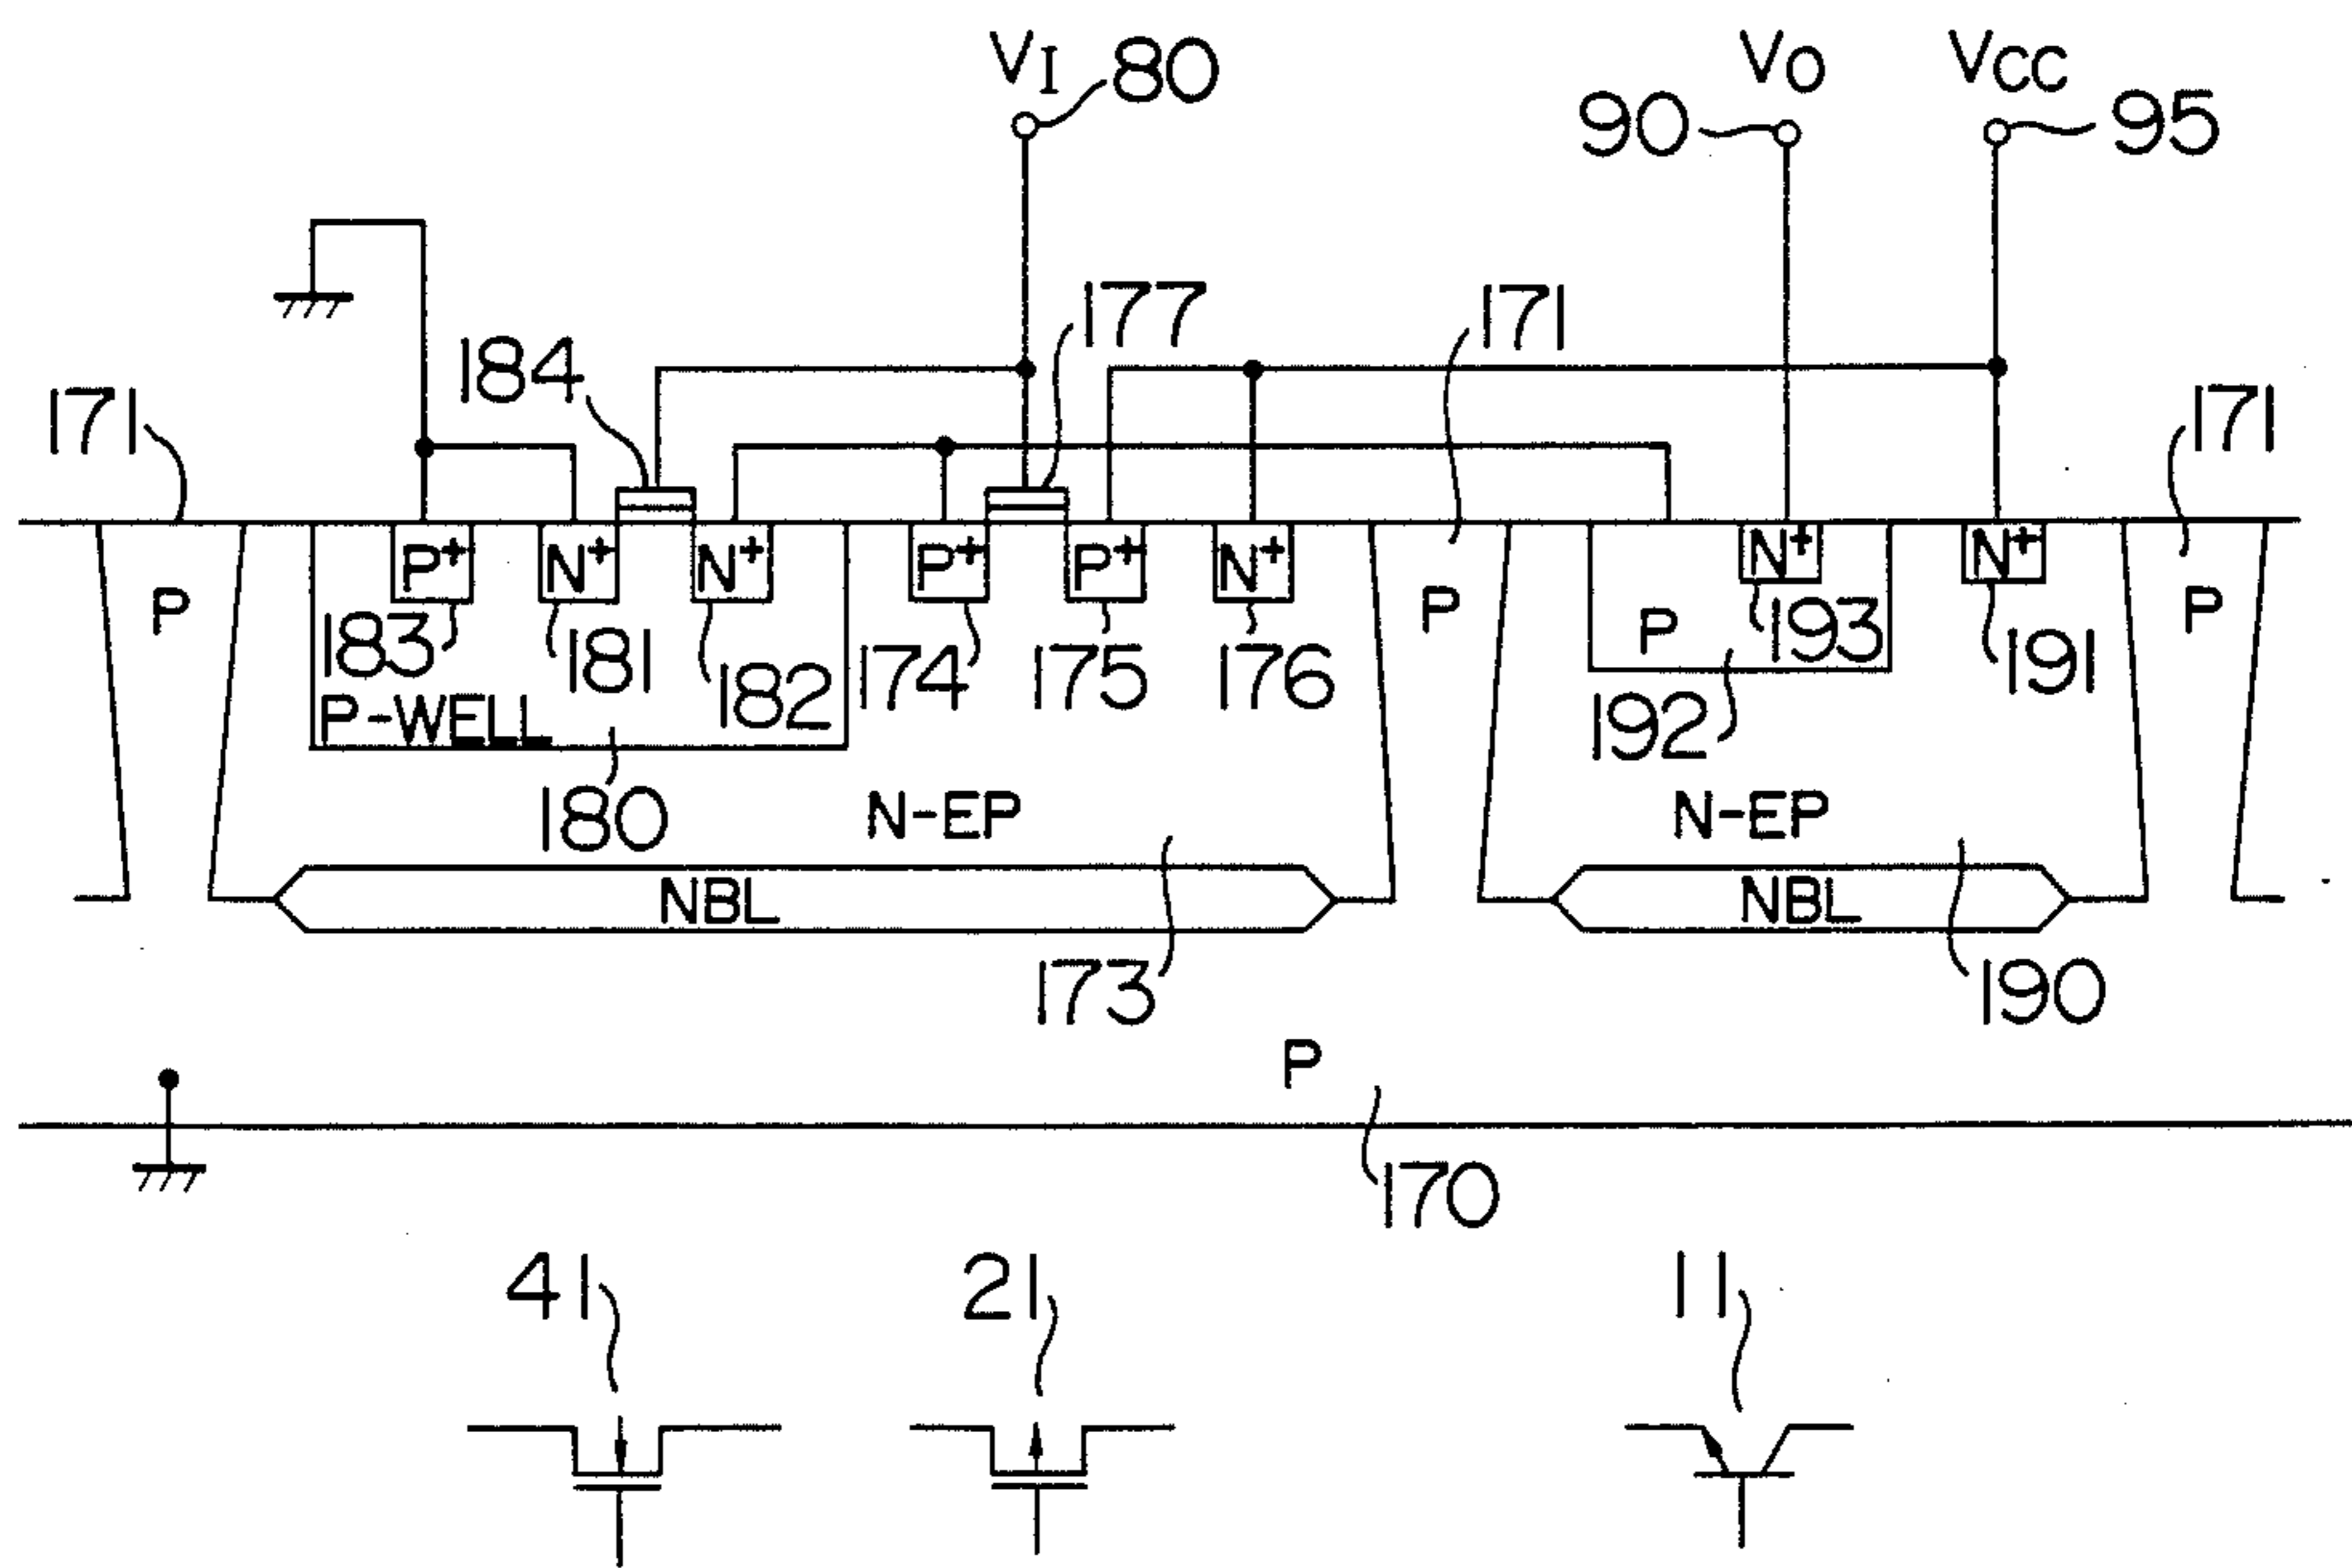 VI 80 VO VCC
90 95
177 171
184
171 171
P+ N+ N+ P+ P+ N+ N+ N+
P P P P
183 181 182 174 175 176 193 191
P-WELL 192
180 N-EP N-EP
NBL NBL
173 190
P
170
41 21 11